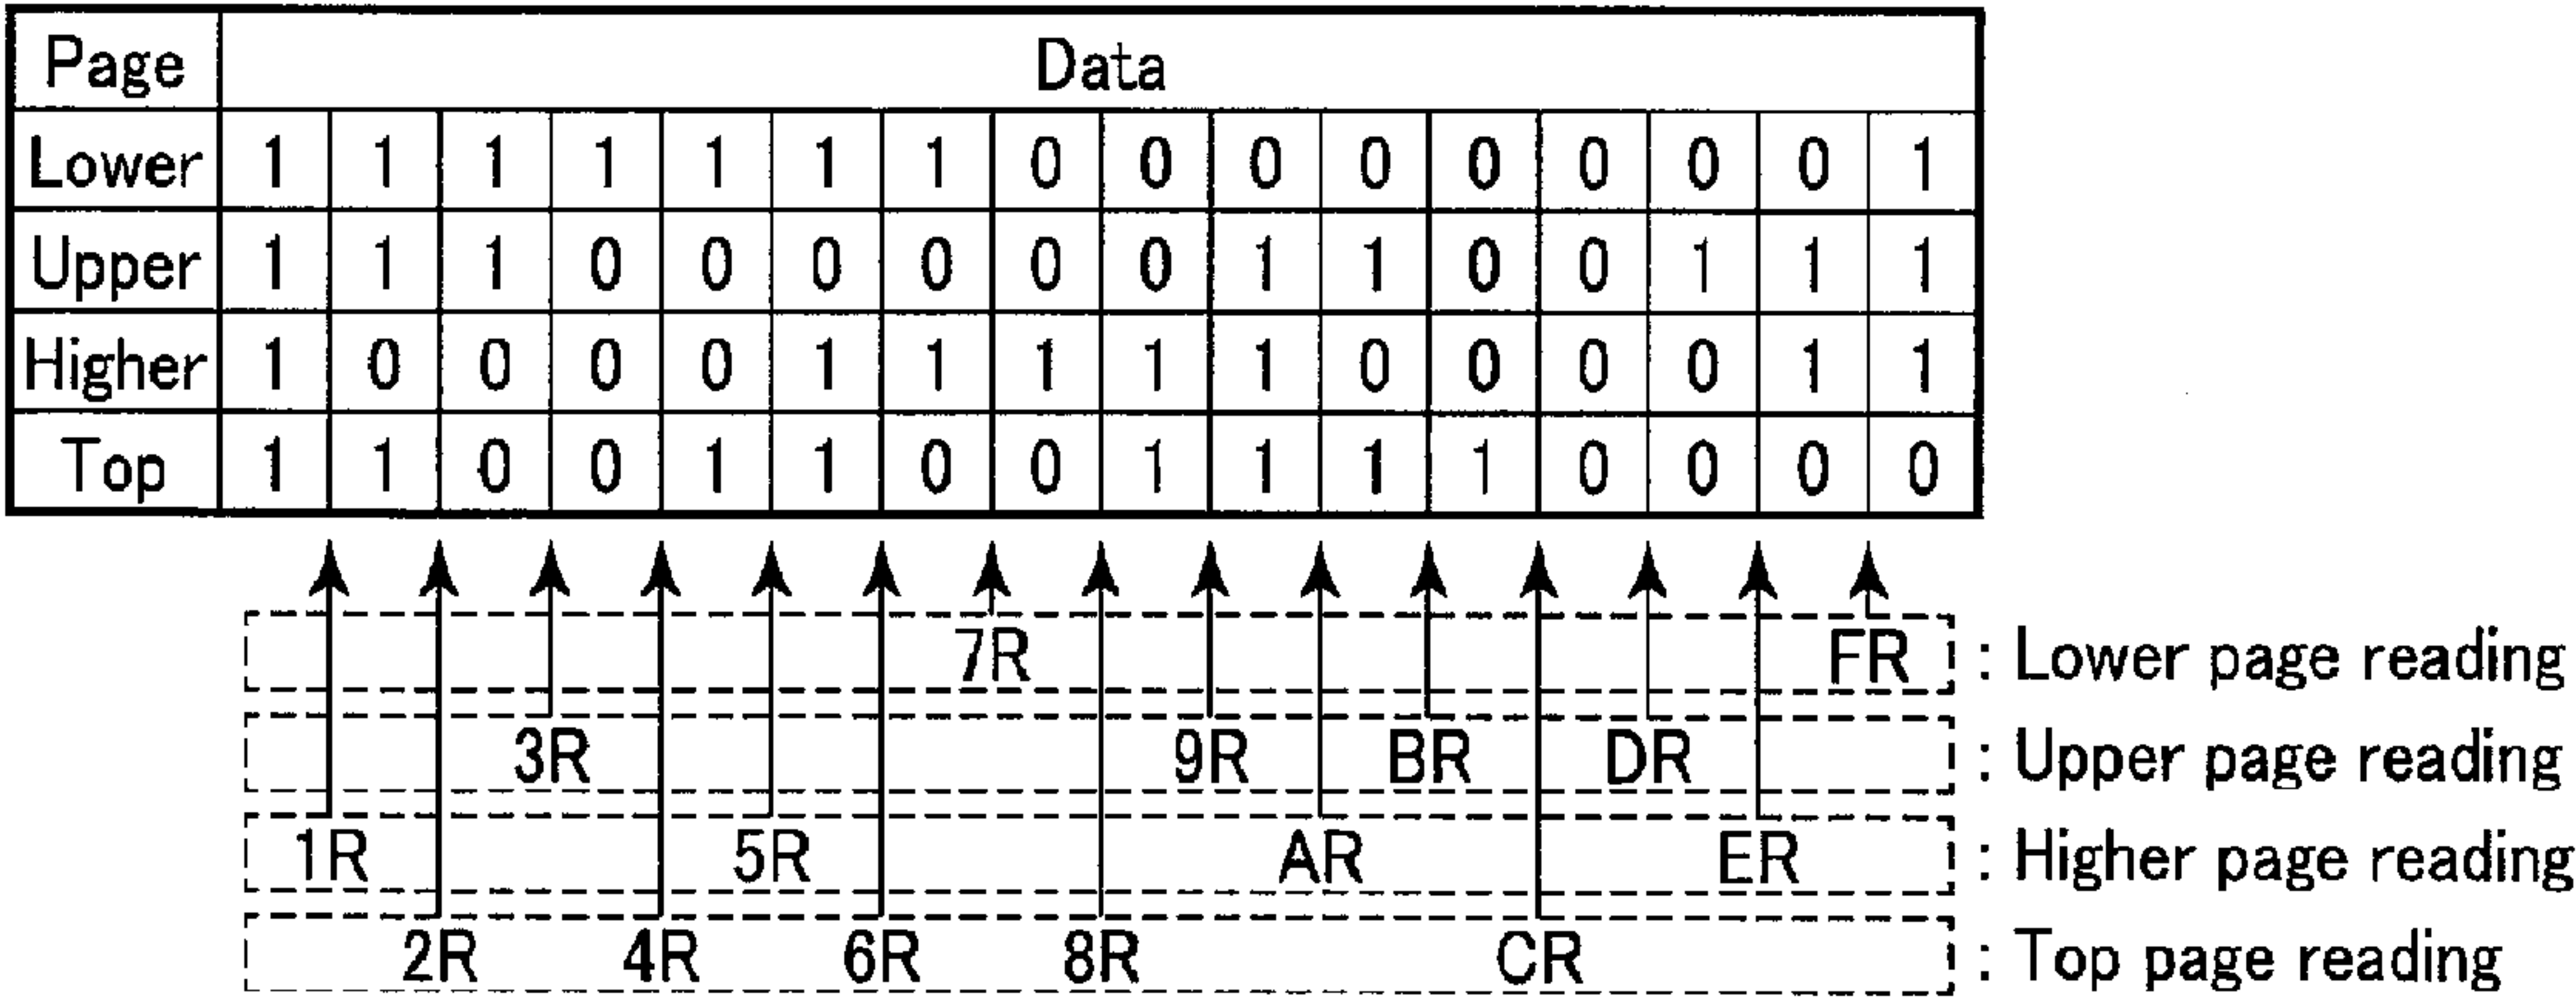 Page Data
Lower 1 1 1 1 1 1 1 0 0 0 0 0 0 0 0 1
Upper 1 1 1 0 0 0 0 0 0 1 1 0 0 1 1 1
Higher 1 0 0 0 0 1 1 1 1 1 0 0 0 0 1 1
Top 1 1 0 0 1 1 0 0 1 1 1 1 0 0 0 0
7R FR : Lower page reading
3R 9R BR DR : Upper page reading
1R 5R AR ER : Higher page reading
2R 4R 6R 8R CR : Top page reading